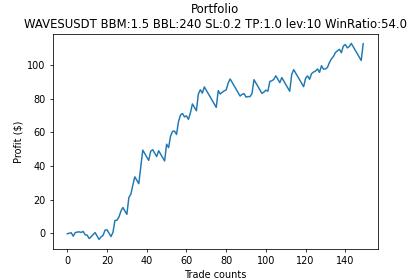 Portfolio
WAVESUSDT BBM:1.5 BBL:240 SL:0.2 TP:1.0 lev:10 WinRatio:54.0
Profit ($)
100
80
60
40
20
0
0 20 40 60 80 100 120 140
Trade counts